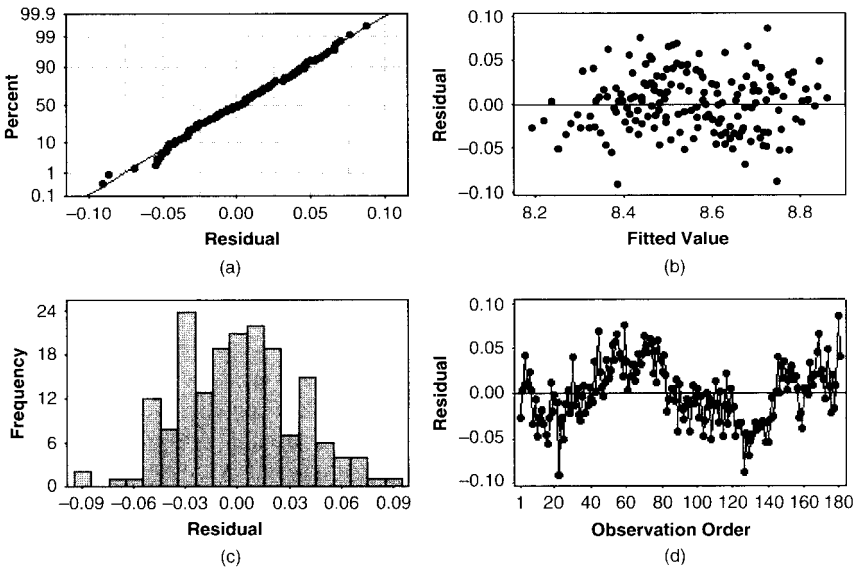 99.9
99
90
50
10
1
0.1
Percent
−0.10 −0.05 0.00 0.05 0.10
Residual
(a)
0.10
0.05
0.00
−0.05
−0.10
Residual
8.2 8.4 8.6 8.8
Fitted Value
(b)
24
18
12
6
0
Frequency
−0.09 −0.06 −0.03 0.00 0.03 0.06 0.09
Residual
(c)
0.10
0.05
0.00
−0.05
−0.10
Residual
1 20 40 60 80 100 120 140 160 180
Observation Order
(d)